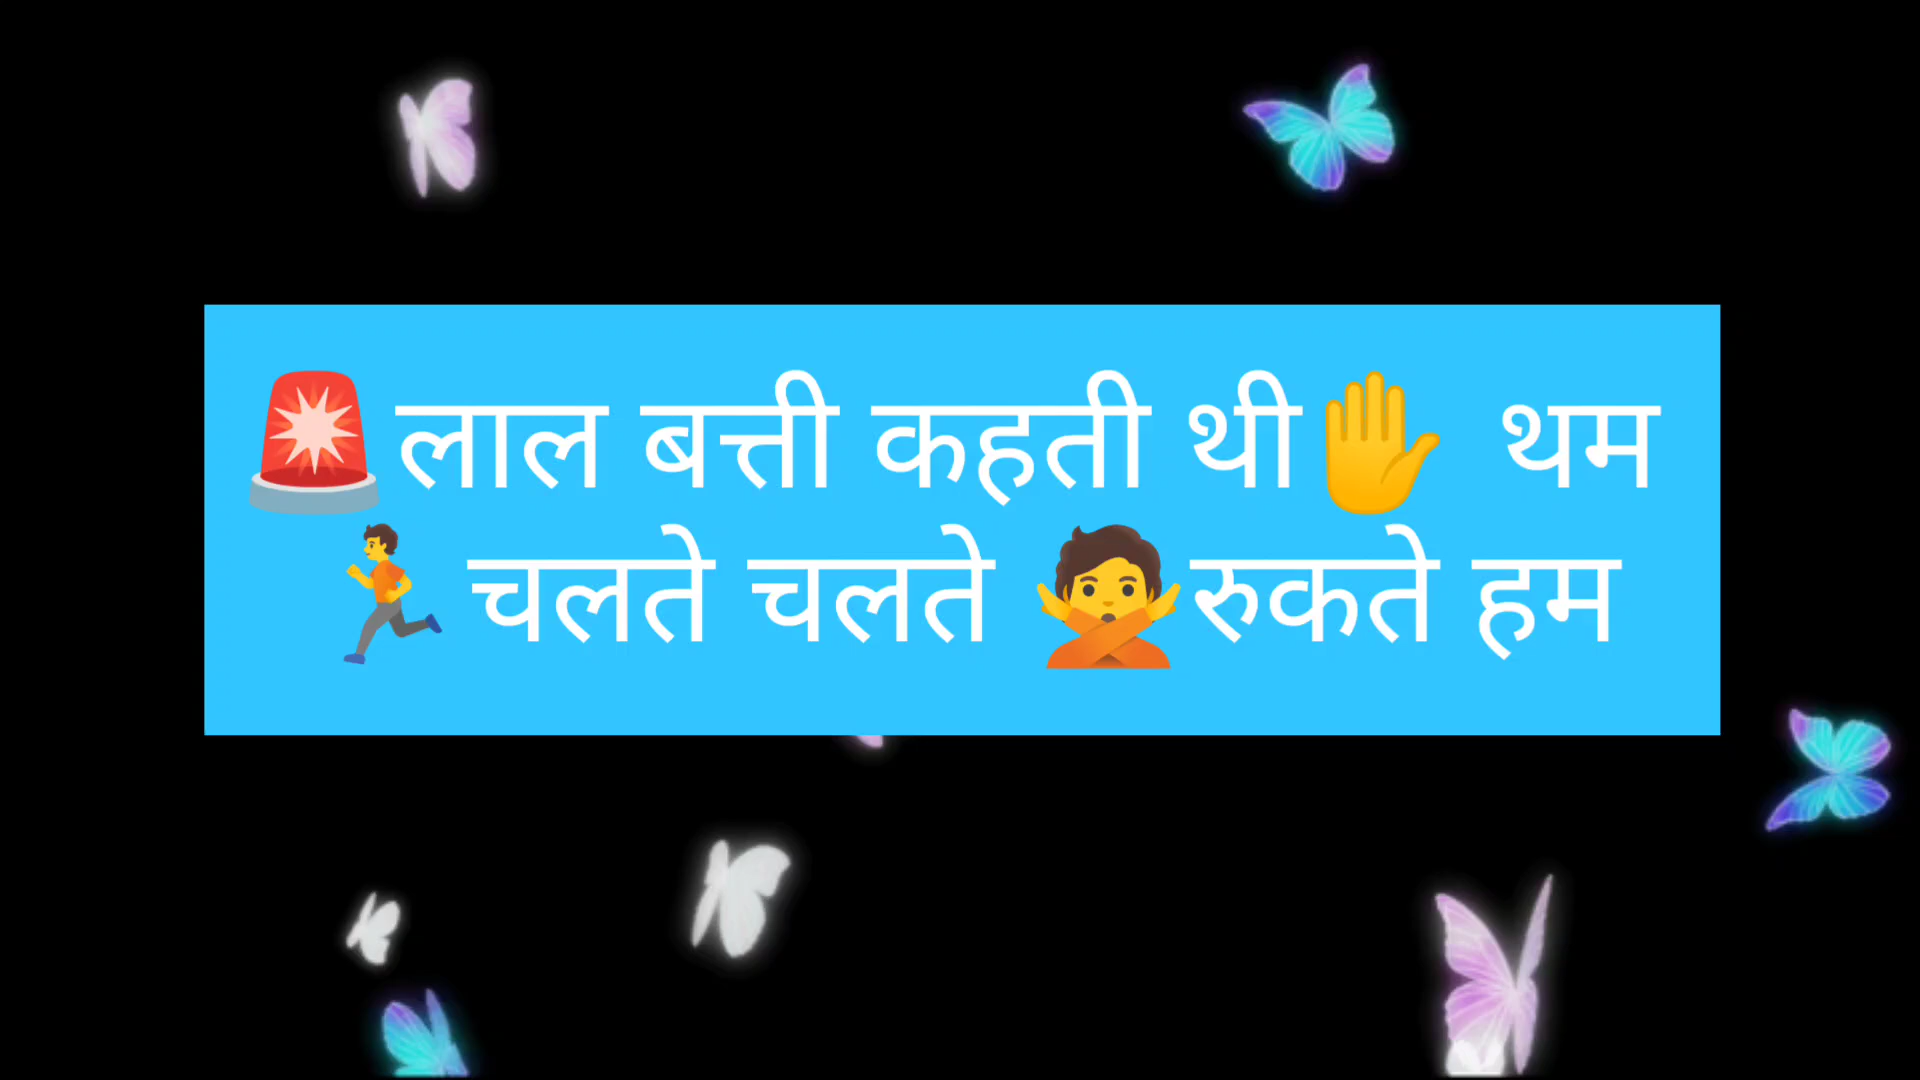 🚨लाल बत्ती कहती थी✋ थम
🏃 चलते चलते 🙅रुकते हम